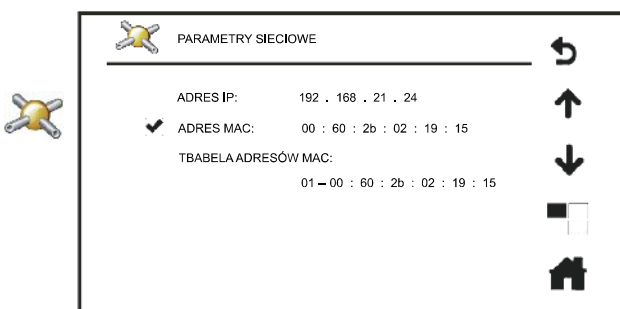 PARAMETRY SIECIOWE
ADRES IP: 192 . 168 . 21 . 24
ADRES MAC: 00 : 60 : 2b : 02 : 19 : 15
TBABELA ADRESÓW MAC:
01 – 00 : 60 : 2b : 02 : 19 : 15